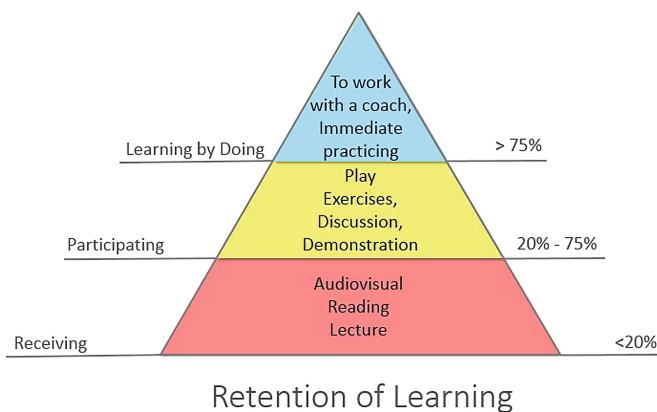 To work
with a coach,
Immediate
practicing
Learning by Doing
> 75%
Play
Exercises,
Discussion,
Demonstration
Participating
20% - 75%
Audiovisual
Reading
Lecture
Receiving
<20%
Retention of Learning